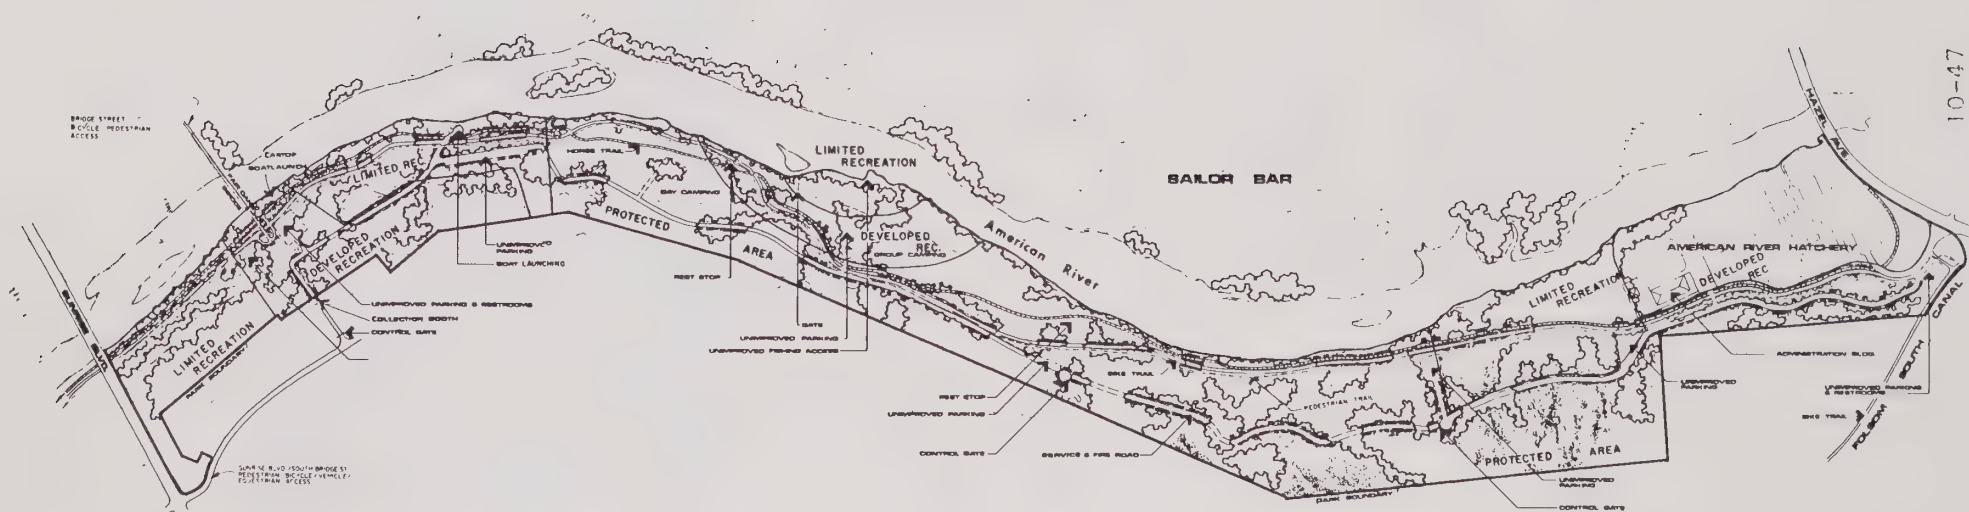 10-47
BRIDGE STREET
BICYCLE PEDESTRIAN
ACCESS
CARTOP
BOATLAUNCH
LIMITED REC.
HORSE TRAIL
LIMITED
RECREATION
SAILOR BAR
HAZEL AVE.
DAY CAMPING
PROTECTED
AREA
DEVELOPED
REC.
GROUP CAMPING
American River
DEVELOPED
RECREATION
UNIMPROVED
PARKING
BOAT LAUNCHING
REST STOP
AMERICAN RIVER HATCHERY
DEVELOPED
REC
LIMITED
RECREATION
SUNRISE BLVD.
UNIMPROVED PARKING & RESTROOMS
COLLECTION BOOTH
CONTROL GATE
LIMITED
RECREATION
PARK BOUNDARY
GATE
UNIMPROVED PARKING
UNIMPROVED FISHING ACCESS
BIKE TRAIL
ADMINISTRATION BLDG.
UNIMPROVED
PARKING
UNIMPROVED PARKING
& RESTROOMS
BIKE TRAIL
FOLSOM SOUTH CANAL
REST STOP
UNIMPROVED PARKING
PEDESTRIAN TRAIL
CONTROL GATE
SERVICE & FIRE ROAD
PROTECTED AREA
SUNRISE BLVD./SOUTH BRIDGE ST.
PEDESTRIAN/BICYCLE/VEHICLE/
EQUESTRIAN ACCESS
UNIMPROVED
PARKING
PARK BOUNDARY
CONTROL GATE